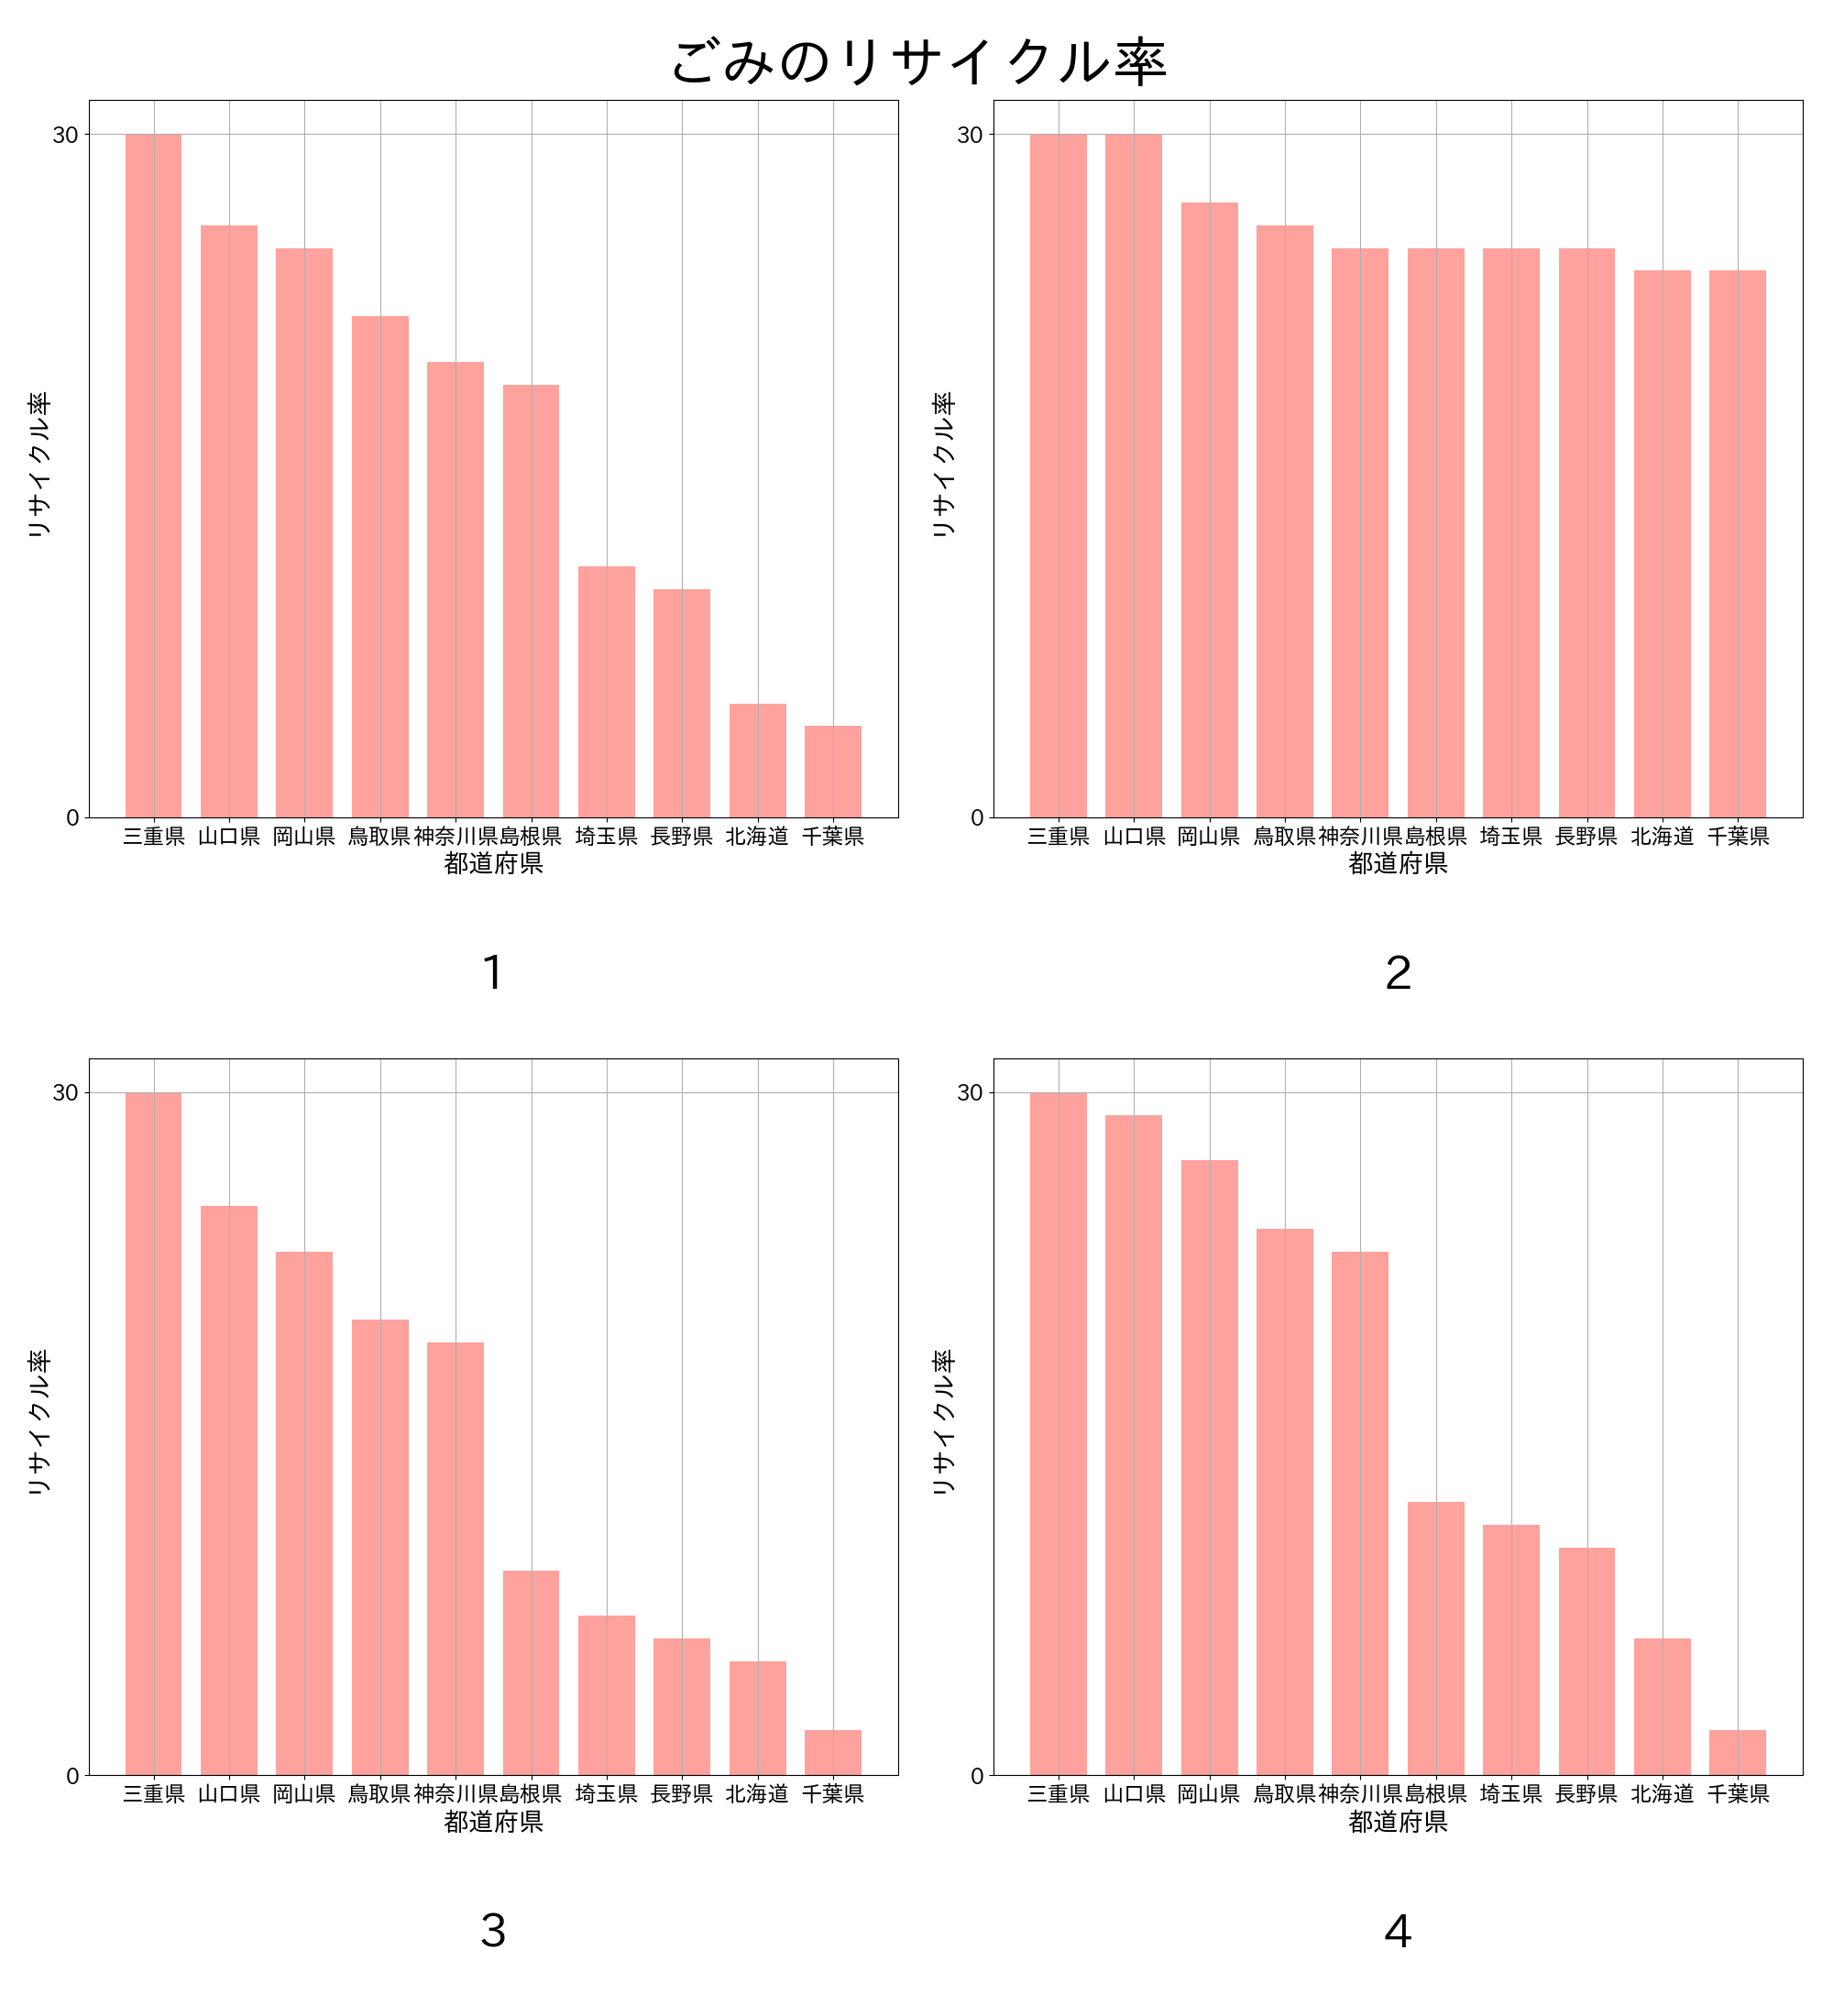 ごみのリサイクル率
30
0
リサイクル率
三重県 山口県 岡山県 鳥取県 神奈川県 島根県 埼玉県 長野県 北海道 千葉県
都道府県
1
30
0
リサイクル率
三重県 山口県 岡山県 鳥取県 神奈川県 島根県 埼玉県 長野県 北海道 千葉県
都道府県
2
30
0
リサイクル率
三重県 山口県 岡山県 鳥取県 神奈川県 島根県 埼玉県 長野県 北海道 千葉県
都道府県
3
30
0
リサイクル率
三重県 山口県 岡山県 鳥取県 神奈川県 島根県 埼玉県 長野県 北海道 千葉県
都道府県
4